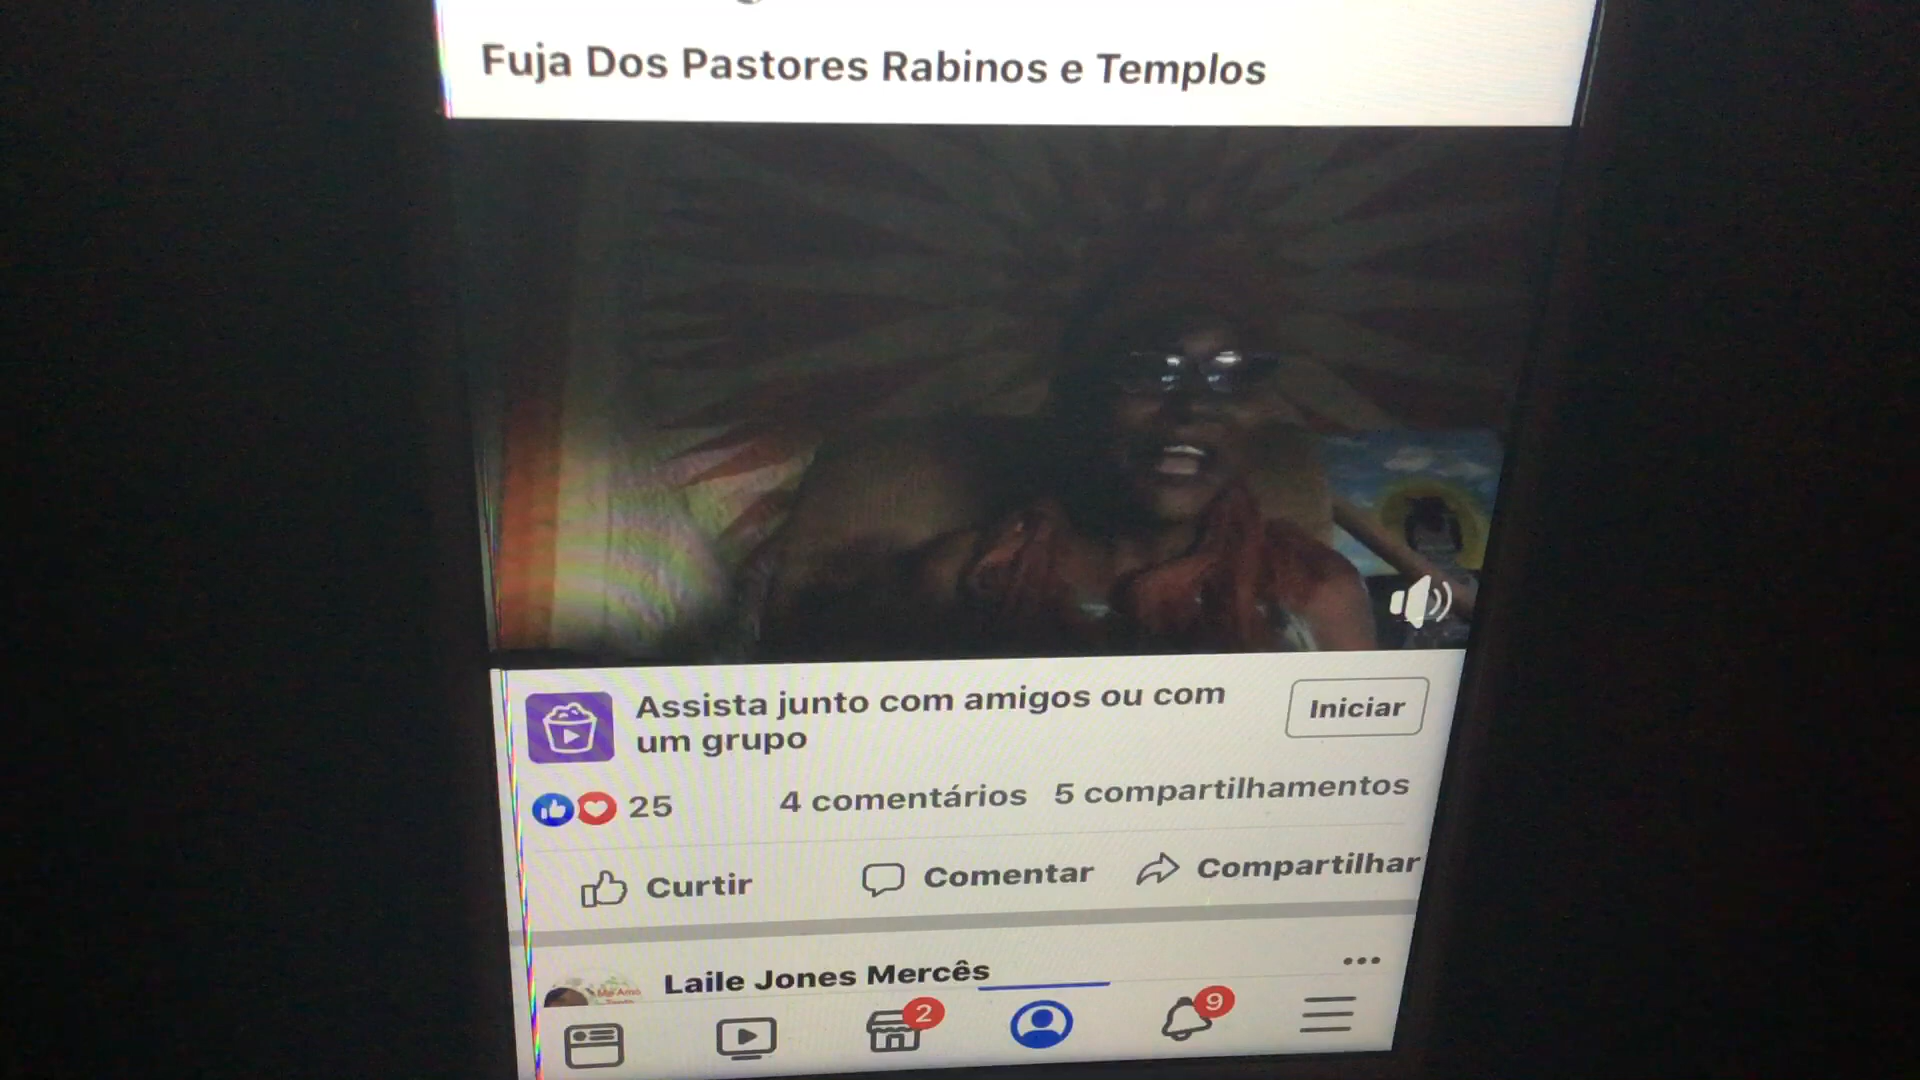 Fuja Dos Pastores Rabinos e Templos
Assista junto com amigos ou com
um grupo
Iniciar
25
4 comentários
5 compartilhamentos
Curtir
Comentar
Compartilhar
Laile Jones Mercês
2
9